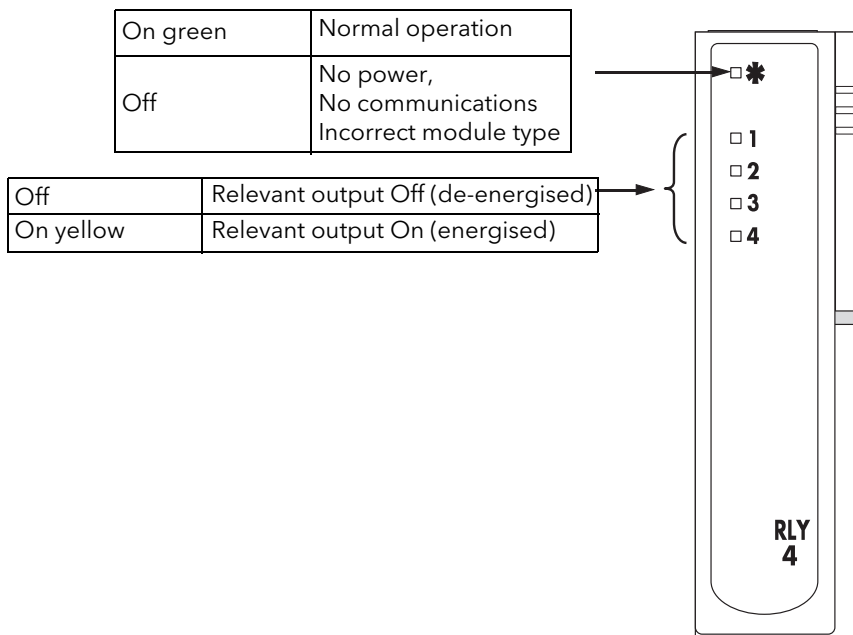 On green Normal operation
Off No power,
No communications
Incorrect module type
Off Relevant output Off (de-energised)
On yellow Relevant output On (energised)
✱
1
2
3
4
RLY
4